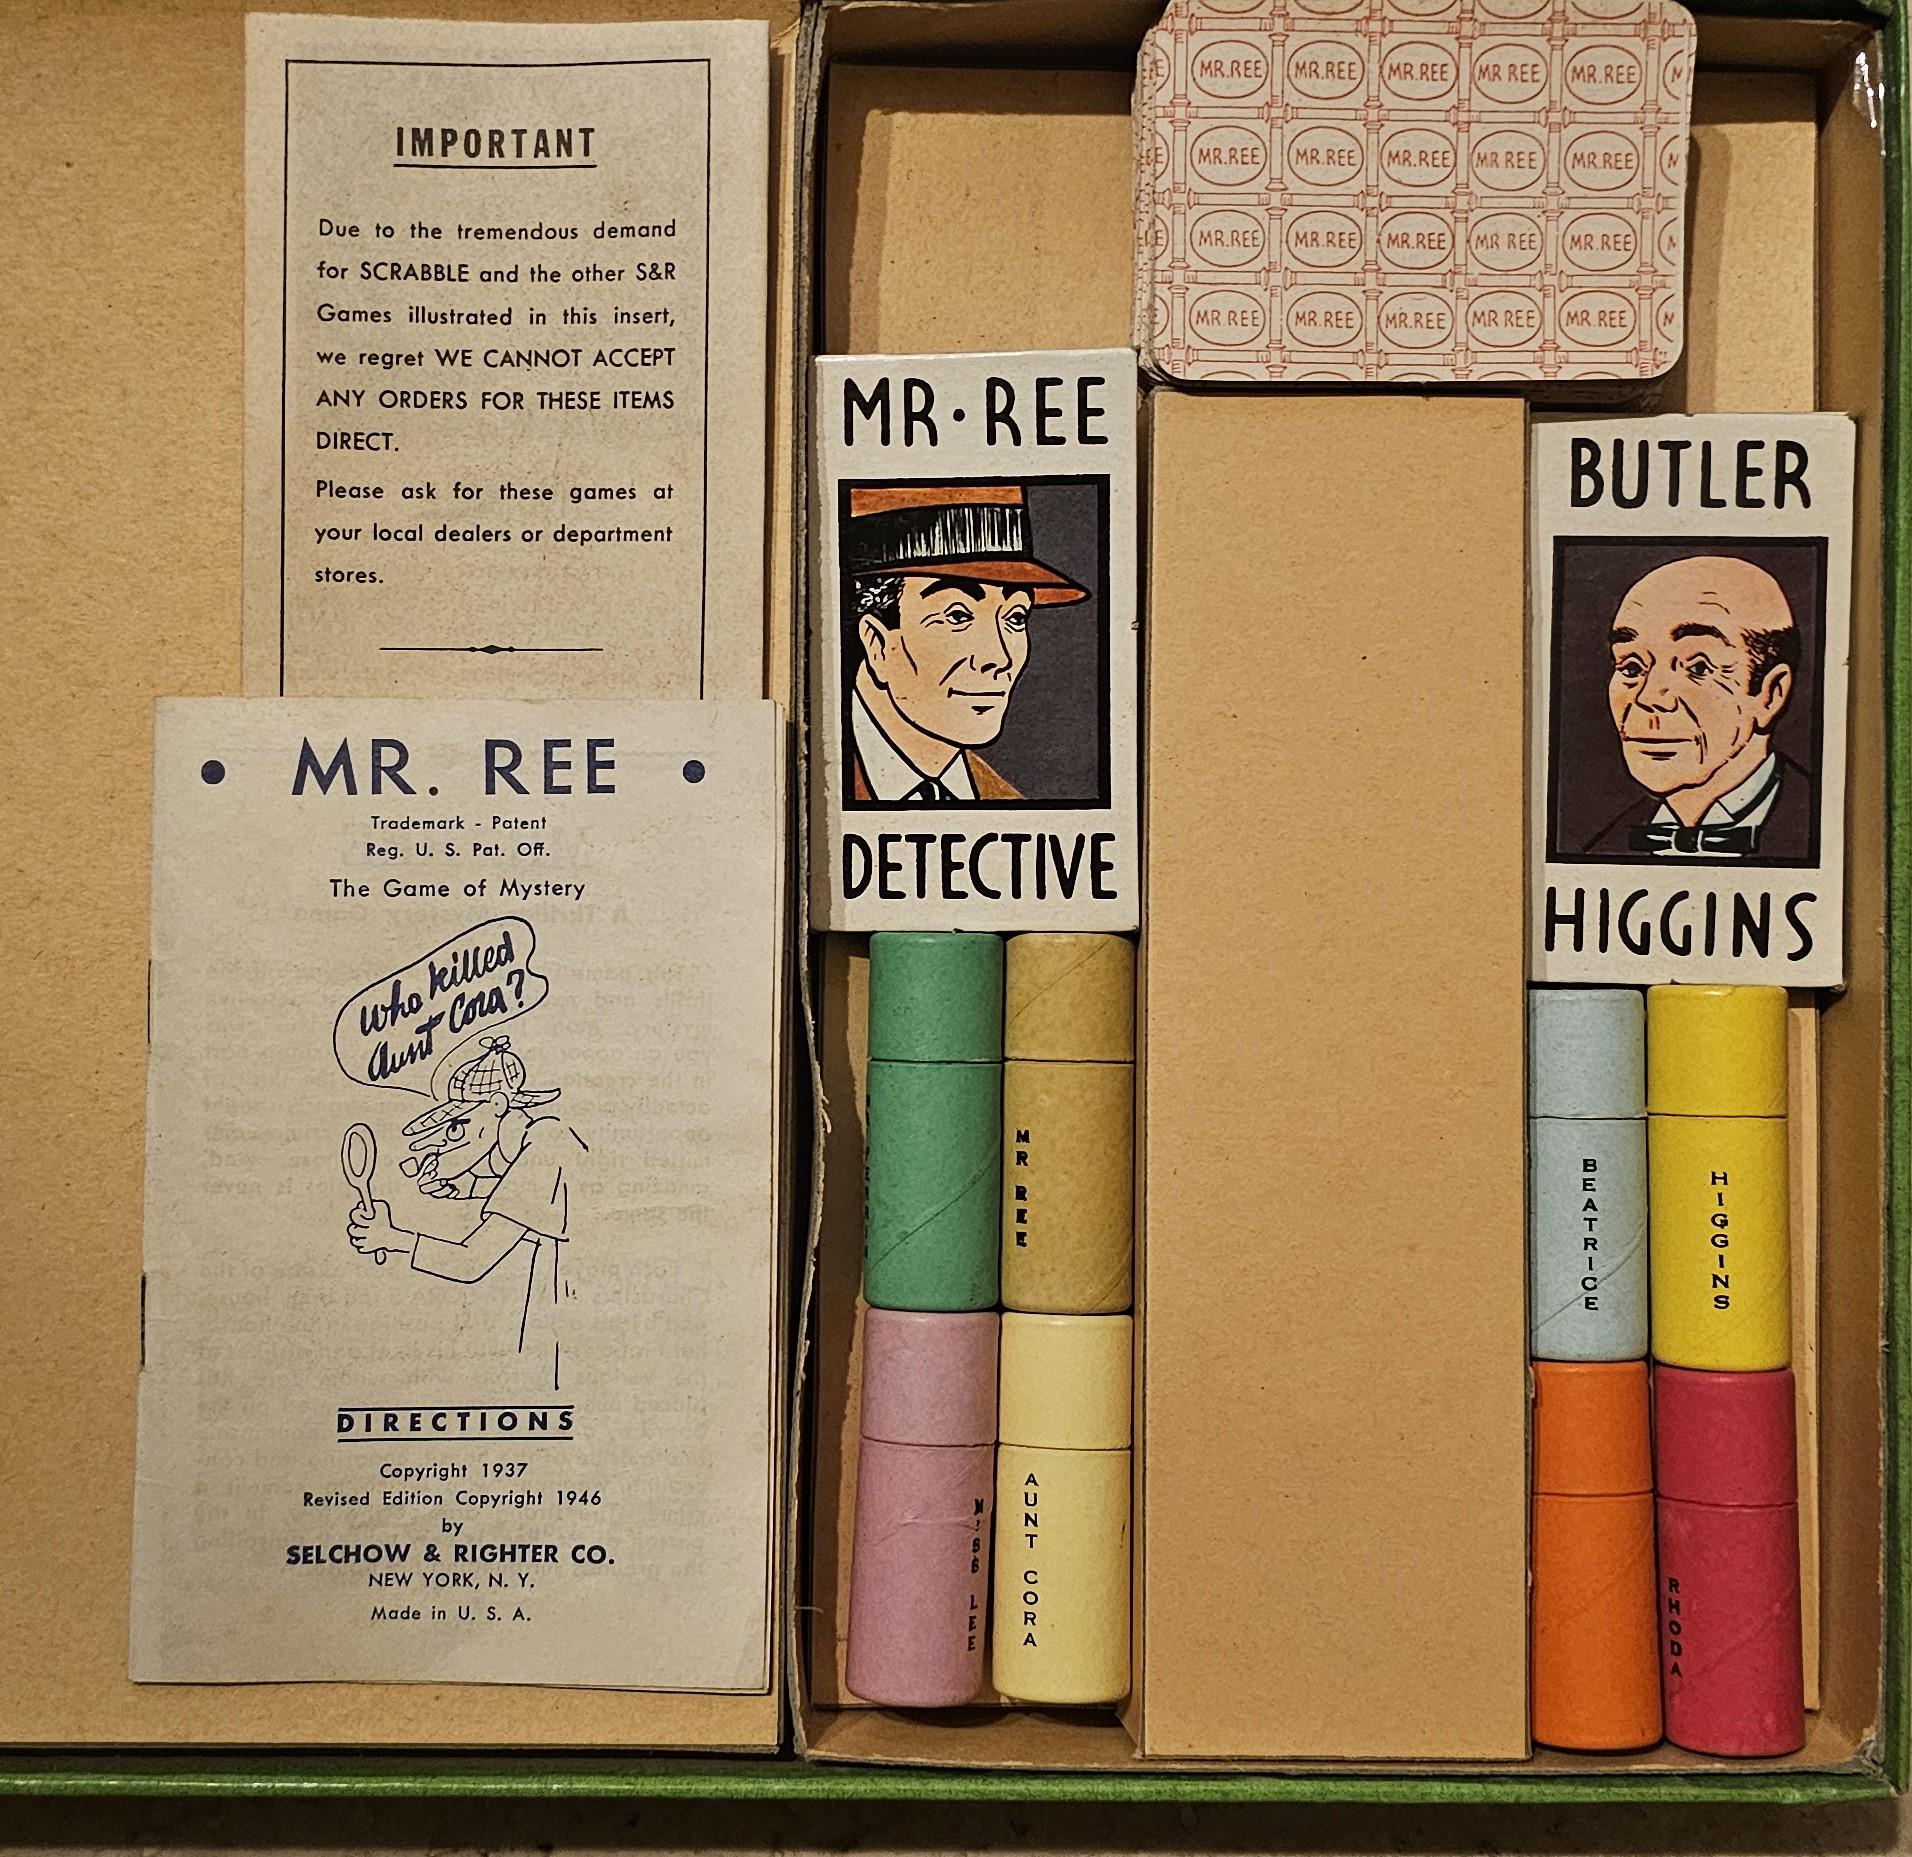 IMPORTANT
Due to the tremendous demand
for SCRABBLE and the other S&R
Games illustrated in this insert,
we regret WE CANNOT ACCEPT
ANY ORDERS FOR THESE ITEMS
DIRECT.
Please ask for these games at
your local dealers or department
stores.
• MR. REE •
Trademark - Patent
Reg. U. S. Pat. Off.
The Game of Mystery
Who killed
Aunt Cora?
DIRECTIONS
Copyright 1937
Revised Edition Copyright 1946
by
SELCHOW & RIGHTER CO.
NEW YORK, N. Y.
Made in U. S. A.
MR. REE MR. REE MR. REE MR REE MR. REE
MR. REE MR. REE MR. REE MR REE MR. REE
MR. REE MR. REE MR. REE MR REE MR. REE
MR REE MR. REE MR. REE MR REE MR. REE
MR·REE
DETECTIVE
BUTLER
HIGGINS
MR REE
MISS LEE
AUNT CORA
BEATRICE
HIGGINS
RHODA